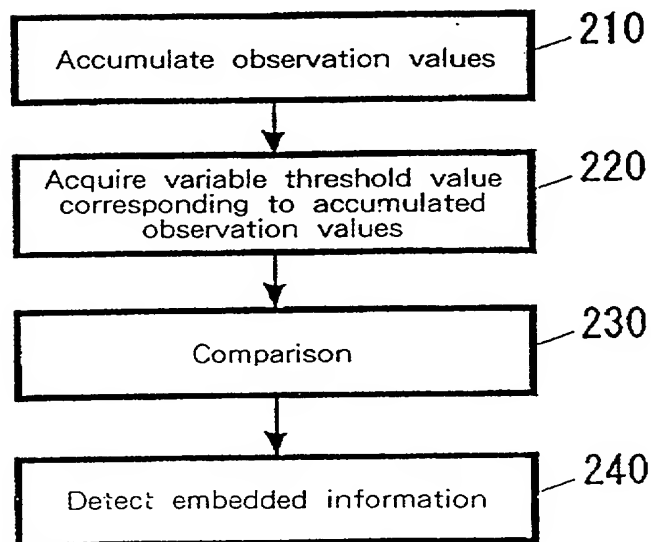 210
Accumulate observation values
220
Acquire variable threshold value
corresponding to accumulated
observation values
230
Comparison
240
Detect embedded information